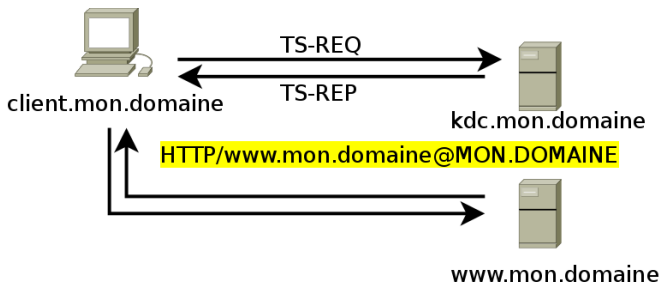 TS-REQ
TS-REP
client.mon.domaine
kdc.mon.domaine
HTTP/www.mon.domaine@MON.DOMAINE
www.mon.domaine